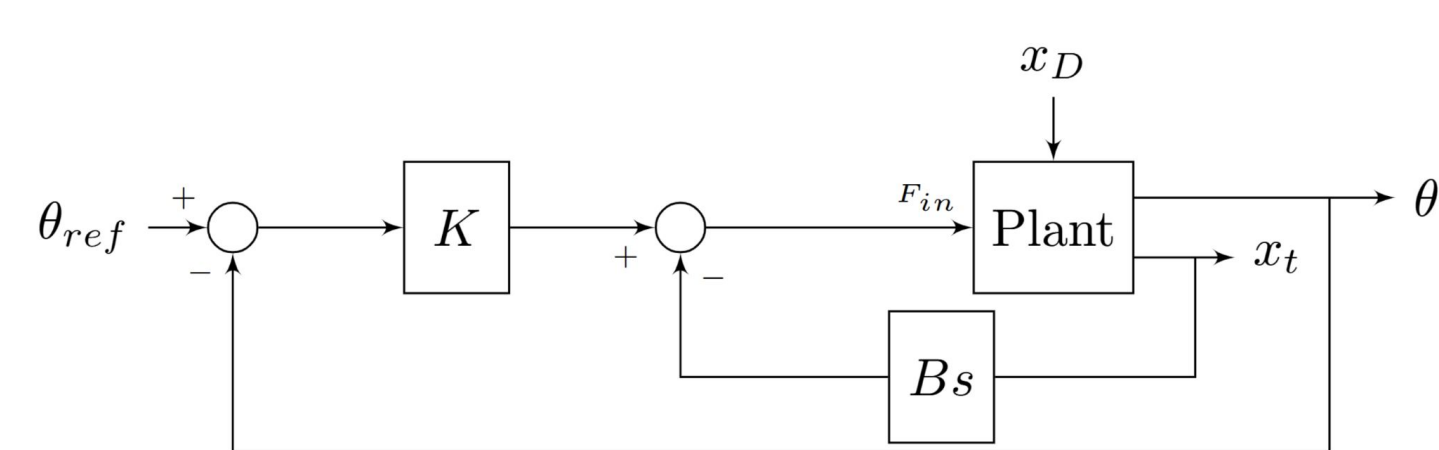 x_D
θ_ref + − K + − F_in Plant θ
x_t
Bs